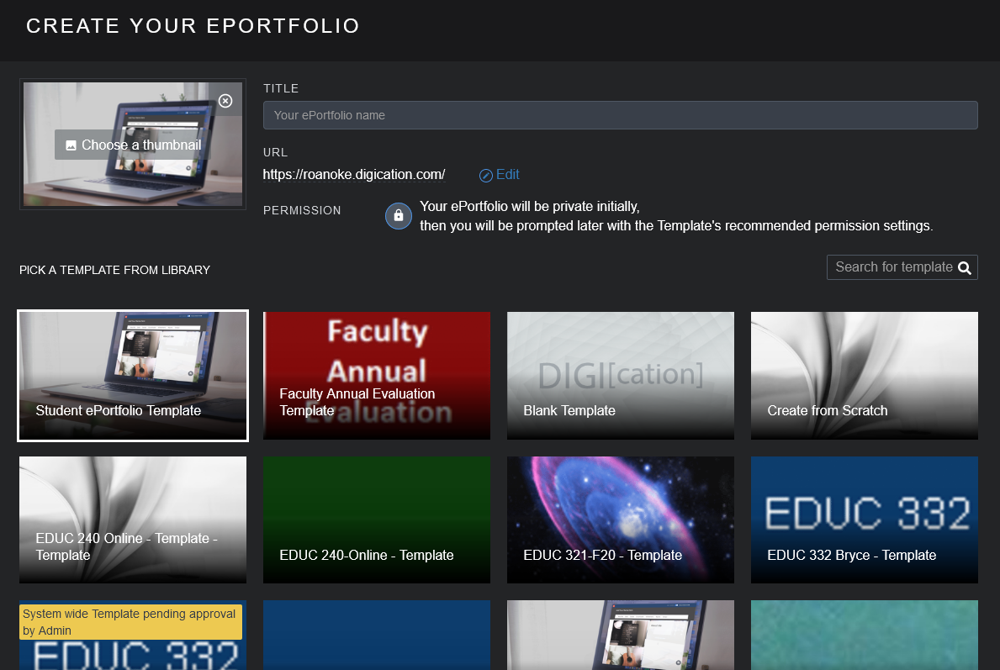 CREATE YOUR EPORTFOLIO
Choose a thumbnail
TITLE
Your ePortfolio name
URL
https://roanoke.digication.com/
Edit
PERMISSION
Your ePortfolio will be private initially,
then you will be prompted later with the Template's recommended permission settings.
PICK A TEMPLATE FROM LIBRARY
Search for template
Student ePortfolio Template
Faculty
Annual
Evaluation
Faculty Annual Evaluation
Template
DIGI[cation]
Blank Template
Create from Scratch
EDUC 240 Online - Template -
Template
EDUC 240-Online - Template
EDUC 321-F20 - Template
EDUC 332
EDUC 332 Bryce - Template
System wide Template pending approval
by Admin
EDUC 332